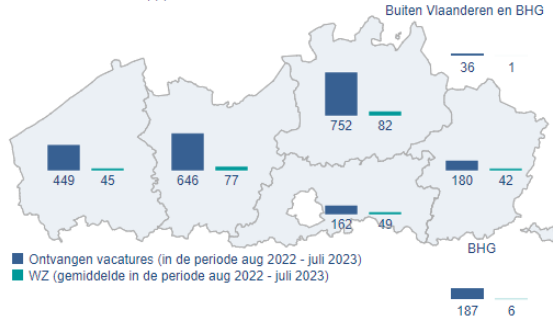 Buiten Vlaanderen en BHG
36 1
752 82
449 45
646 77
180 42
162 49
BHG
Ontvangen vacatures (in de periode aug 2022 - juli 2023)
WZ (gemiddelde in de periode aug 2022 - juli 2023)
187 6